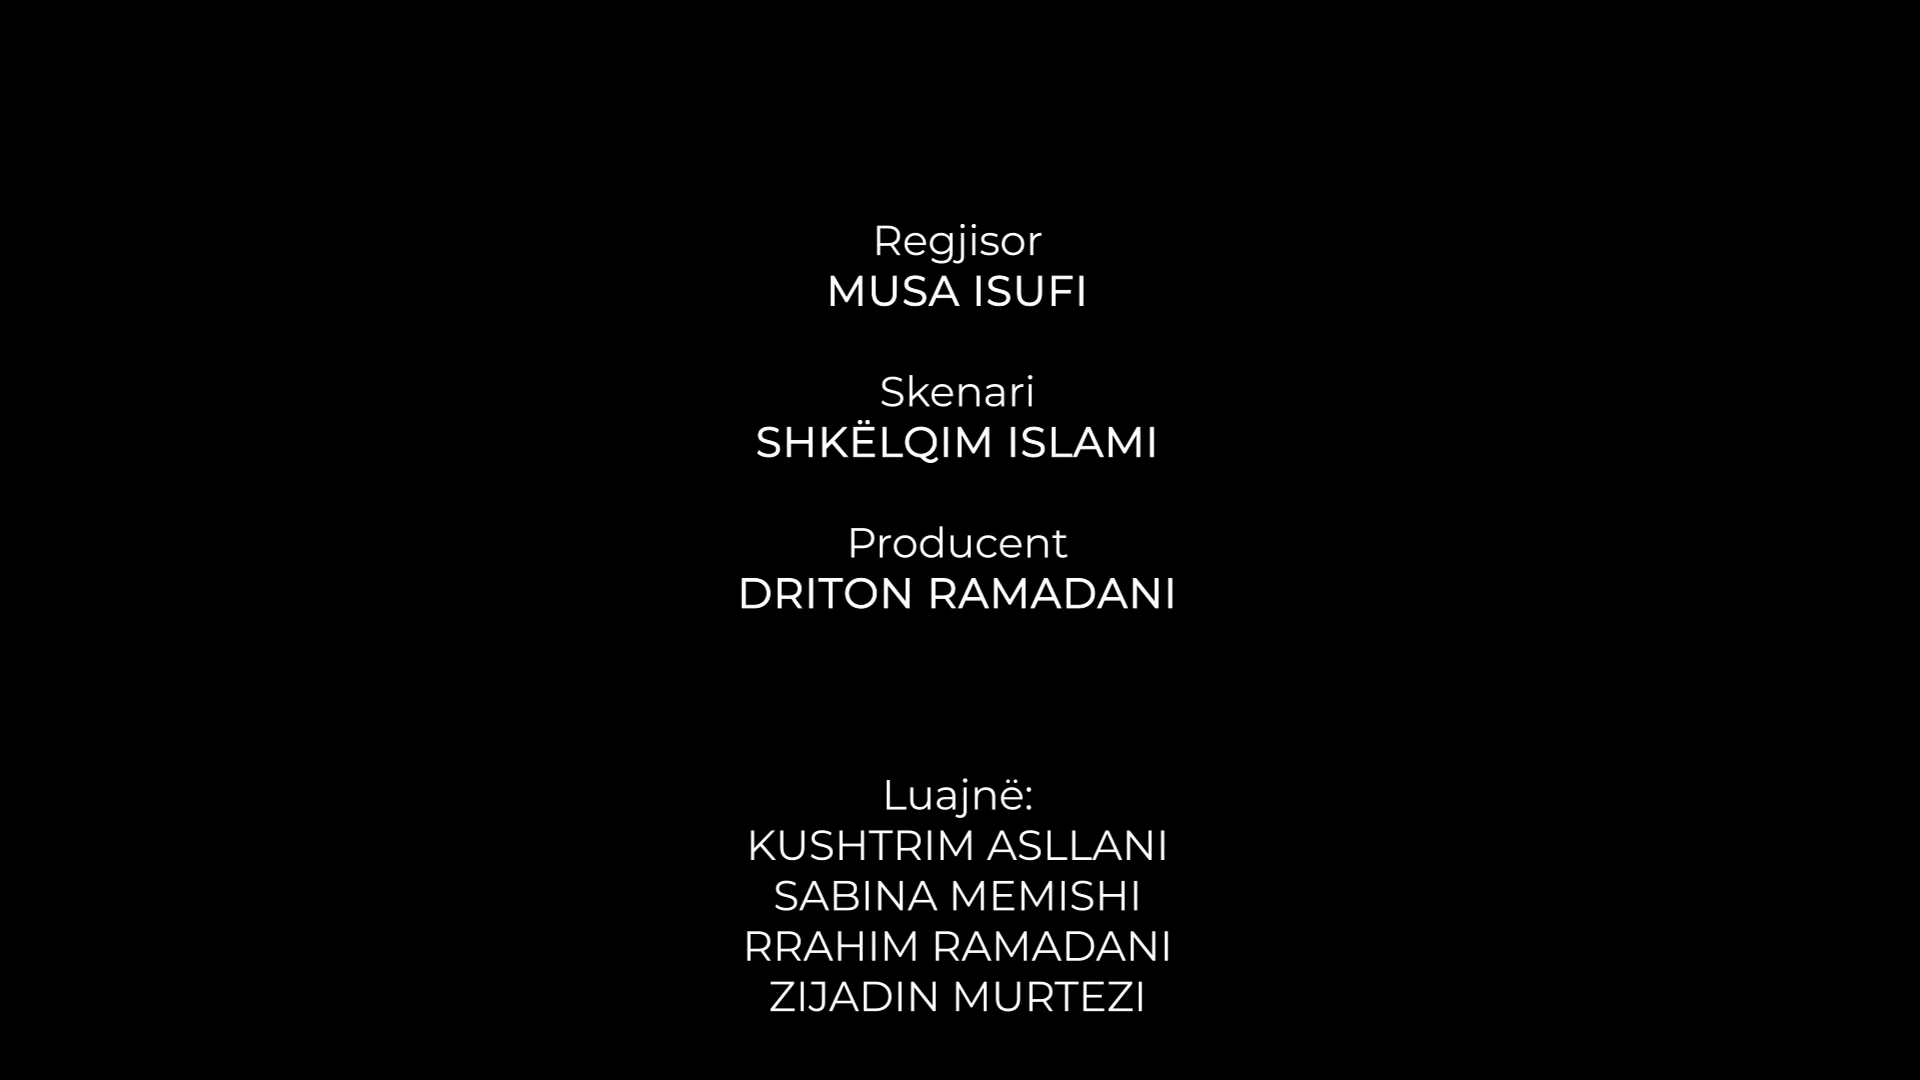 Regjisor
MUSA ISUFI
Skenari
SHKËLQIM ISLAMI
Producent
DRITON RAMADANI
Luajnë:
KUSHTRIM ASLLANI
SABINA MEMISHI
RRAHIM RAMADANI
ZIJADIN MURTEZI